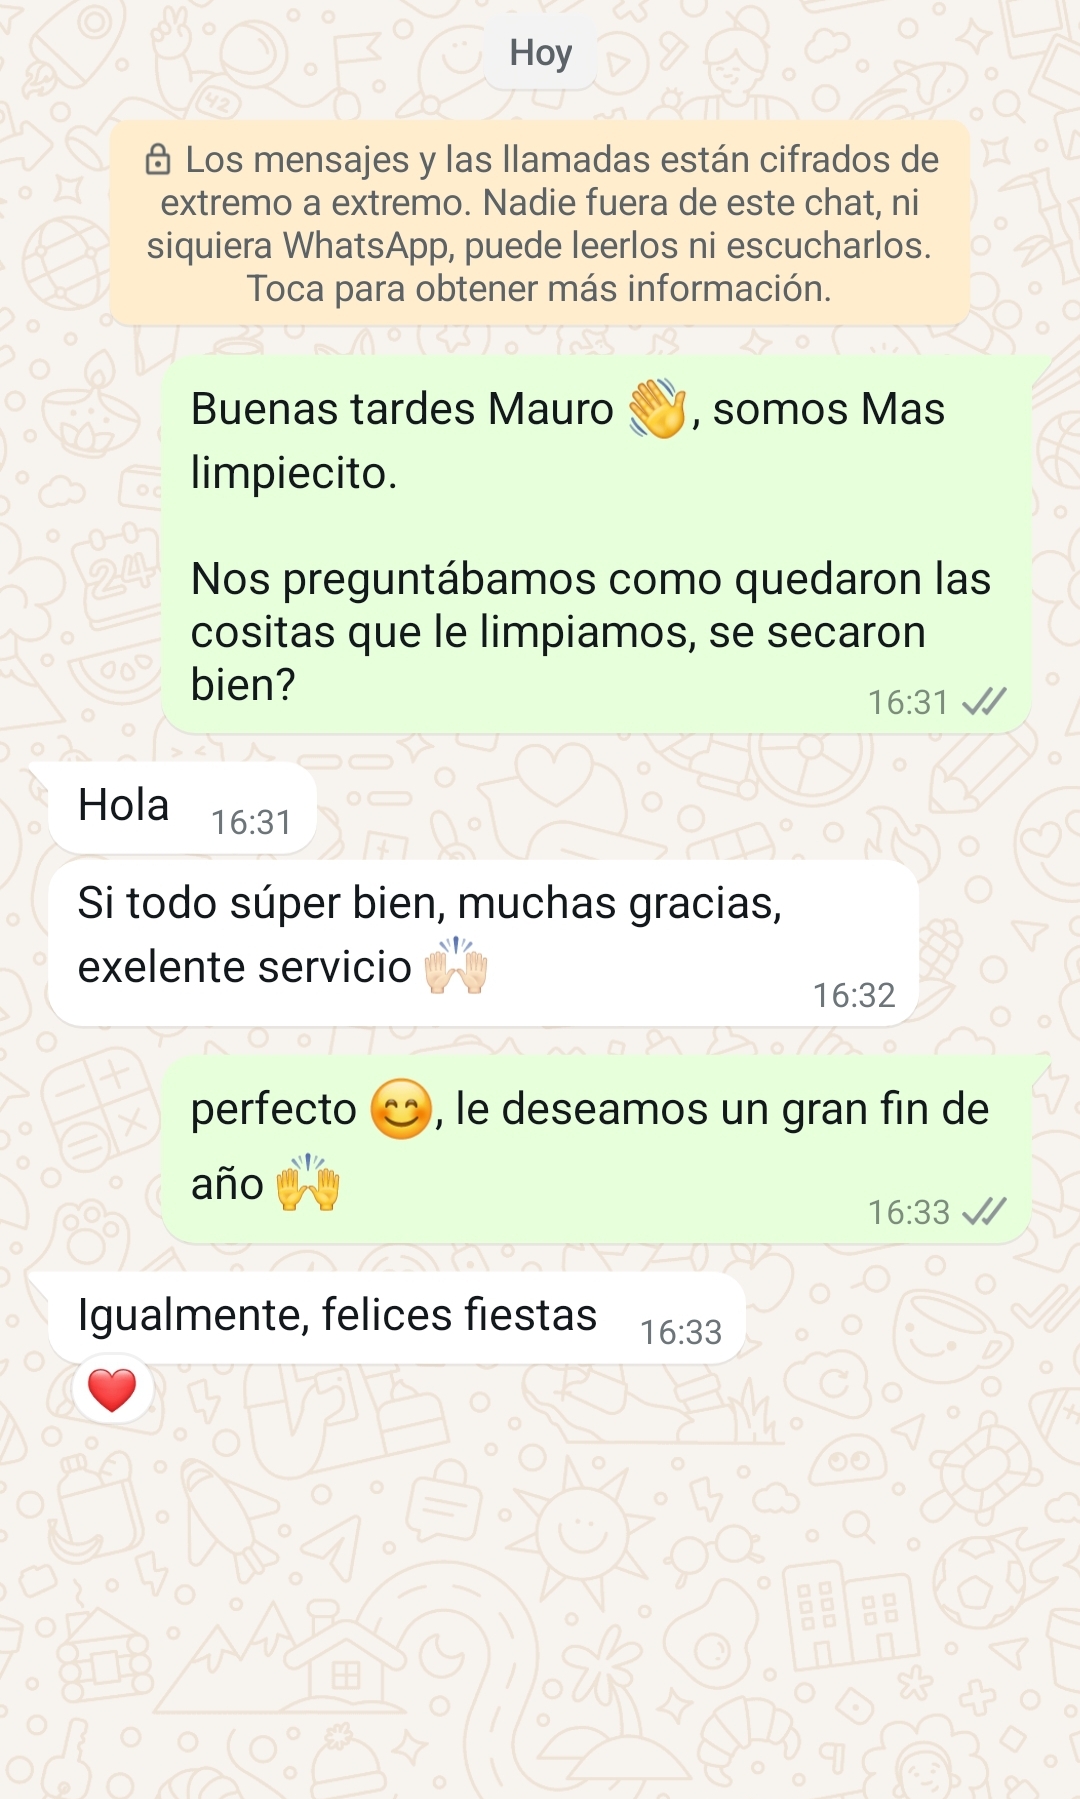 Hoy
Los mensajes y las llamadas están cifrados de
extremo a extremo. Nadie fuera de este chat, ni
siquiera WhatsApp, puede leerlos ni escucharlos.
Toca para obtener más información.
Buenas tardes Mauro 👋, somos Mas
limpiecito.
Nos preguntábamos como quedaron las
cositas que le limpiamos, se secaron
bien?
16:31
Hola 16:31
Si todo súper bien, muchas gracias,
exelente servicio 🙌🏻
16:32
perfecto 😊, le deseamos un gran fin de
año 🙌
16:33
Igualmente, felices fiestas 16:33
❤️